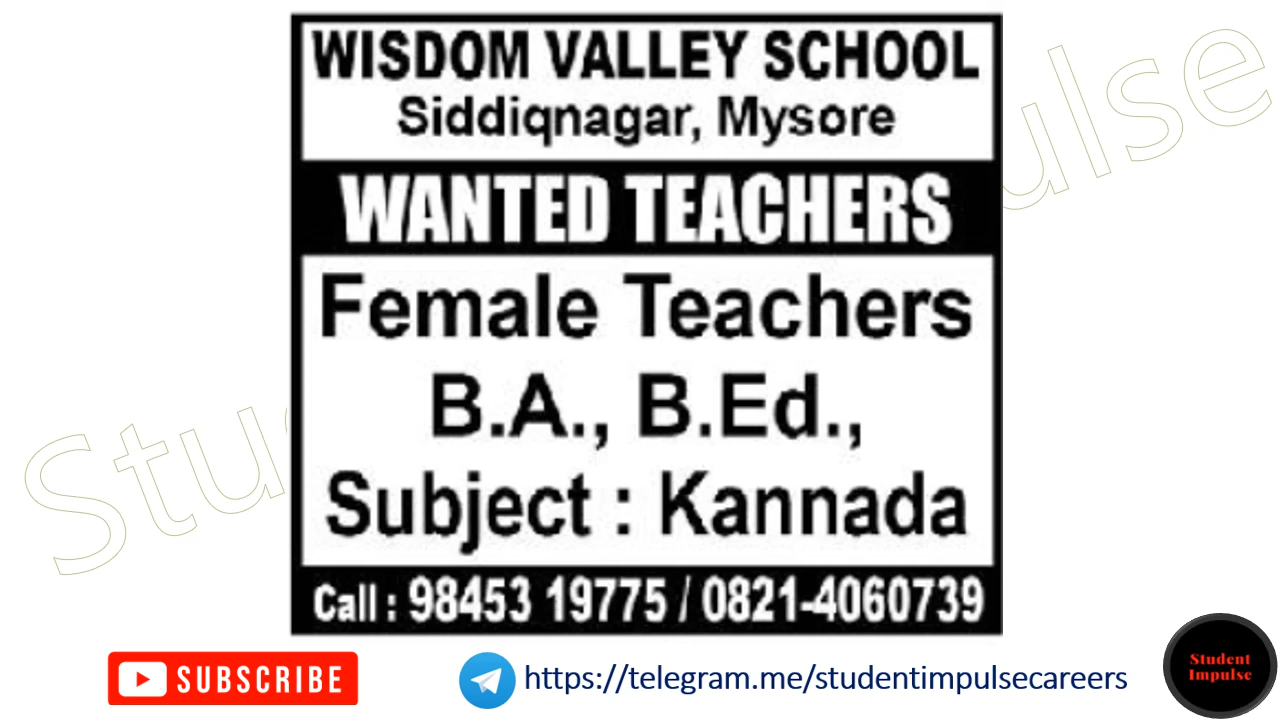 WISDOM VALLEY SCHOOL
Siddiqnagar, Mysore
WANTED TEACHERS
Female Teachers
B.A., B.Ed.,
Subject : Kannada
Call : 98453 19775 / 0821-4060739
SUBSCRIBE
https://telegram.me/studentimpulsecareers
Student
Impulse